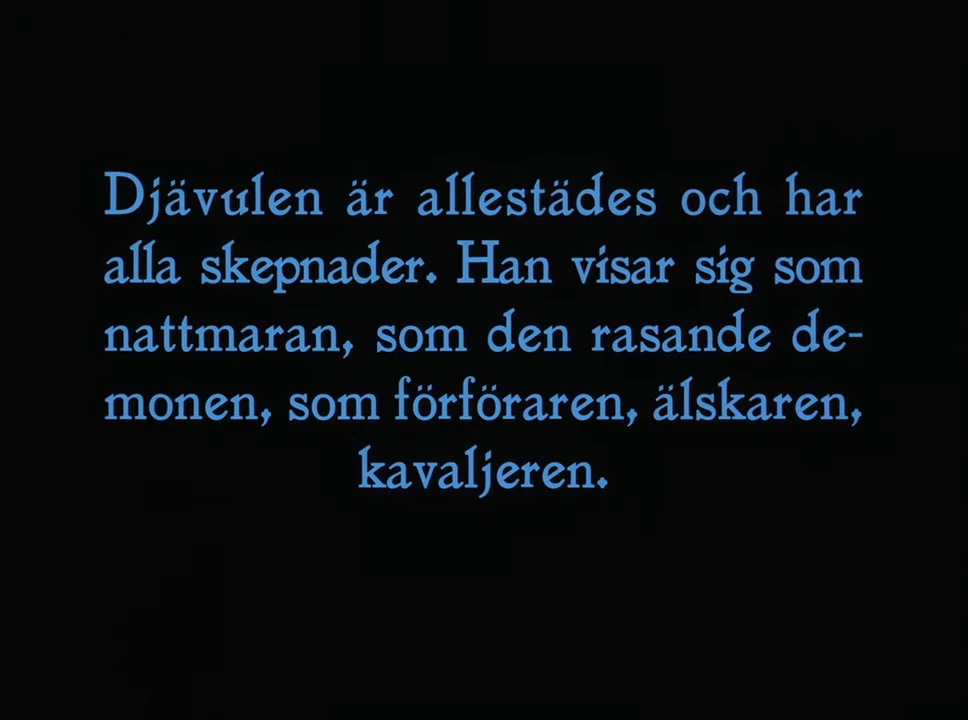 Djävulen är allestädes och har
alla skepnader. Han visar sig som
nattmaran, som den rasande de-
monen, som förföraren, älskaren,
kavaljeren.